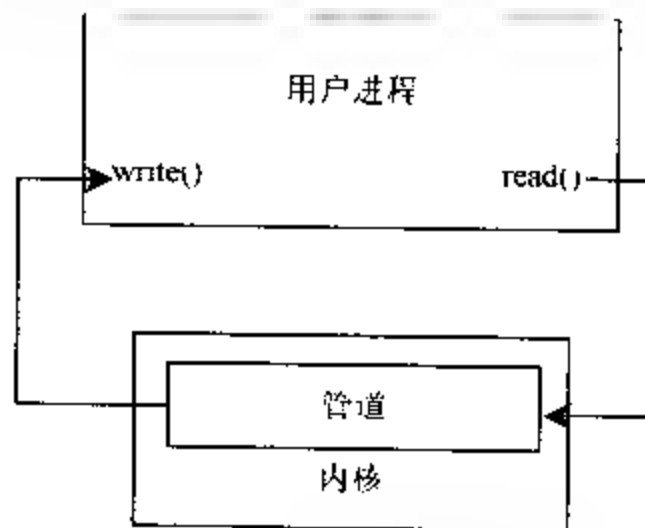 用户进程
write() read()
管道
内核